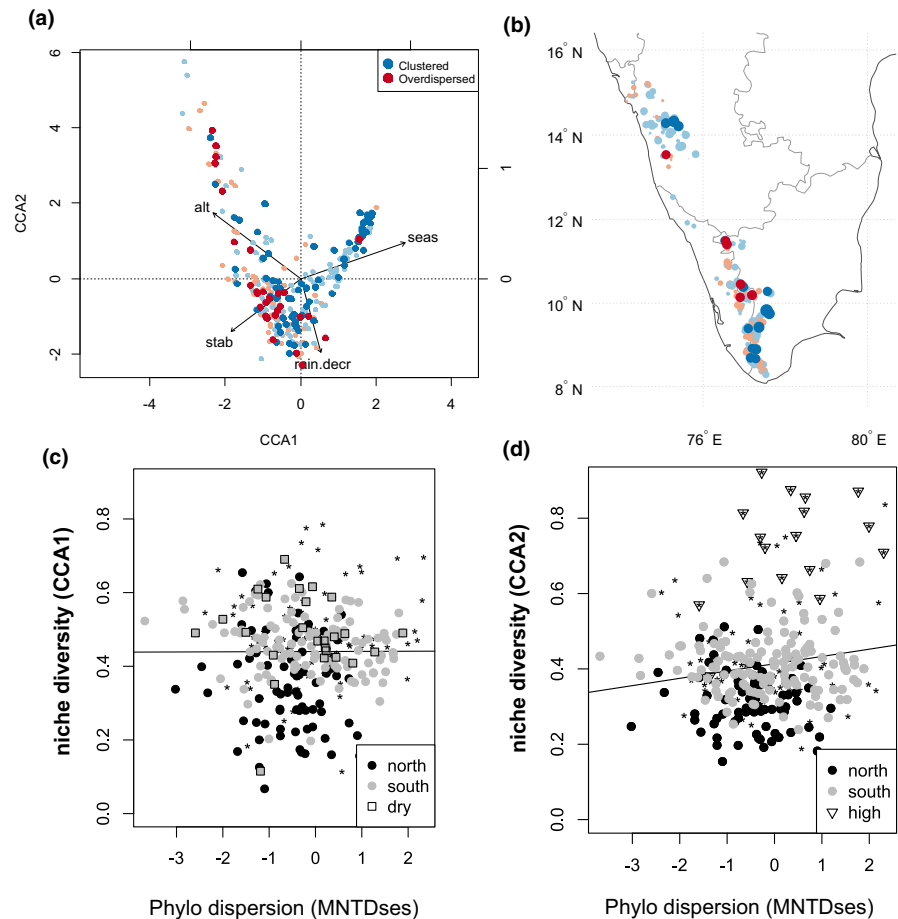 (a)
6
4
2
0
-2
CCA2
-4
-2
0
2
4
CCA1
1
0
Clustered
Overdispersed
alt
seas
stab
rain.decr
(b)
16° N
14° N
12° N
10° N
8° N
76° E
80° E
(c)
niche diversity (CCA1)
0.8
0.6
0.4
0.2
0.0
-3
-2
-1
0
1
2
Phylo dispersion (MNTDses)
north
south
dry
(d)
niche diversity (CCA2)
0.8
0.6
0.4
0.2
0.0
-3
-2
-1
0
1
2
Phylo dispersion (MNTDses)
north
south
high